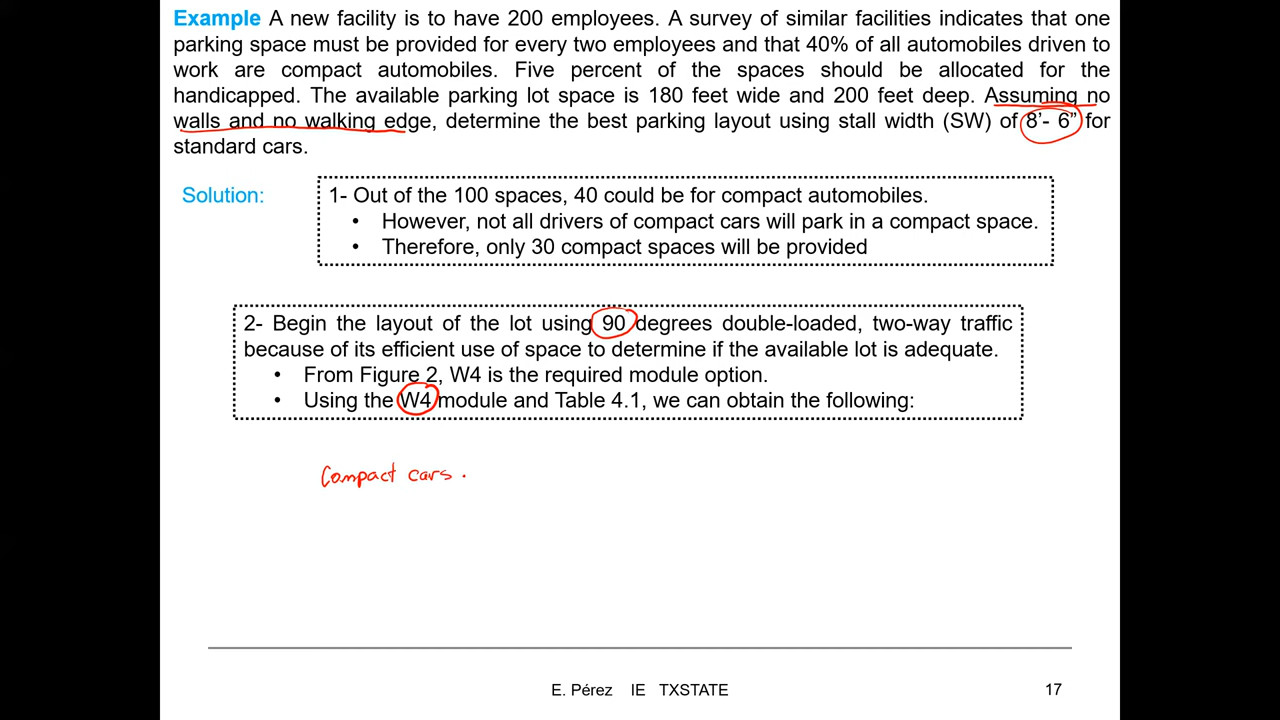 Example A new facility is to have 200 employees. A survey of similar facilities indicates that one
parking space must be provided for every two employees and that 40% of all automobiles driven to
work are compact automobiles. Five percent of the spaces should be allocated for the
handicapped. The available parking lot space is 180 feet wide and 200 feet deep. Assuming no
walls and no walking edge, determine the best parking layout using stall width (SW) of 8’- 6” for
standard cars.
Solution:
1- Out of the 100 spaces, 40 could be for compact automobiles.
• However, not all drivers of compact cars will park in a compact space.
• Therefore, only 30 compact spaces will be provided
2- Begin the layout of the lot using 90 degrees double-loaded, two-way traffic
because of its efficient use of space to determine if the available lot is adequate.
• From Figure 2, W4 is the required module option.
• Using the W4 module and Table 4.1, we can obtain the following:
Compact cars .
E. Pérez IE TXSTATE
17